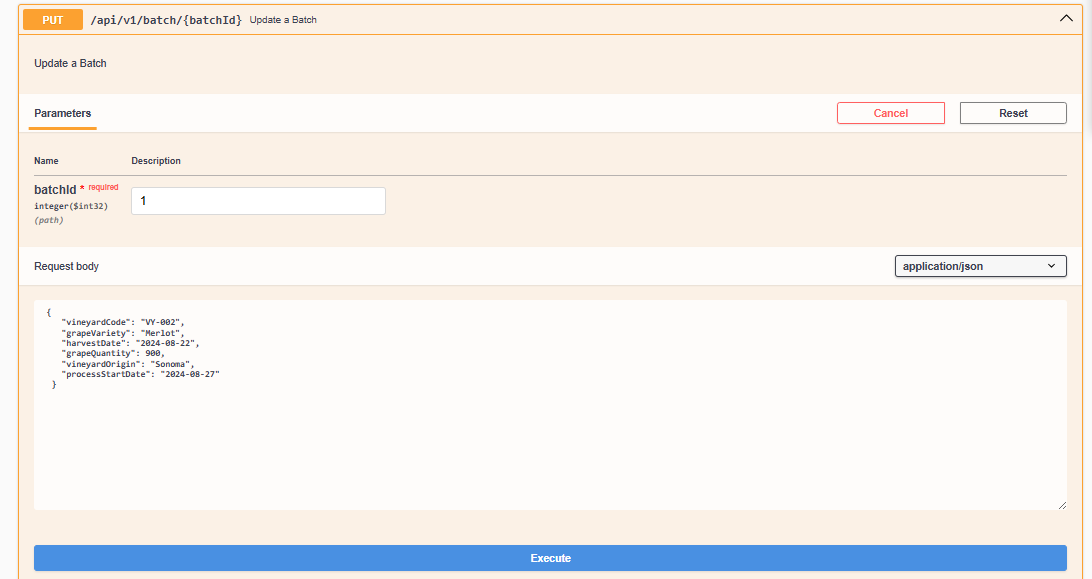 PUT /api/v1/batch/{batchId} Update a Batch
Update a Batch
Parameters Cancel Reset
Name Description
batchId * required
integer($int32)
(path)
1
Request body application/json
{
"vineyardCode": "VY-002",
"grapeVariety": "Merlot",
"harvestDate": "2024-08-22",
"grapeQuantity": 900,
"vineyardOrigin": "Sonoma",
"processStartDate": "2024-08-27"
}
Execute